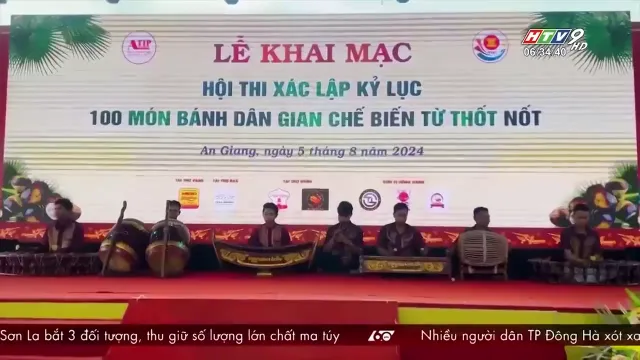 HTV9 HD
06:34:40
LỄ KHAI MẠC
HỘI THI XÁC LẬP KỶ LỤC
100 MÓN BÁNH DÂN GIAN CHẾ BIẾN TỪ THỐT NỐT
An Giang, ngày 5 tháng 8 năm 2024
Sơn La bắt 3 đối tượng, thu giữ số lượng lớn chất ma túy
60
Nhiều người dân TP Đông Hà xót xa